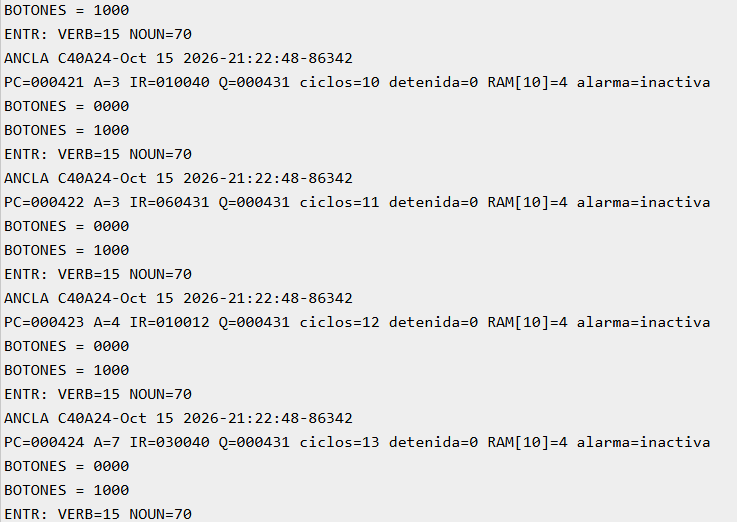 BOTONES = 1000
ENTR: VERB=15 NOUN=70
ANCLA C40A24-Oct 15 2026-21:22:48-86342
PC=000421 A=3 IR=010040 Q=000431 ciclos=10 detenida=0 RAM[10]=4 alarma=inactiva
BOTONES = 0000
BOTONES = 1000
ENTR: VERB=15 NOUN=70
ANCLA C40A24-Oct 15 2026-21:22:48-86342
PC=000422 A=3 IR=060431 Q=000431 ciclos=11 detenida=0 RAM[10]=4 alarma=inactiva
BOTONES = 0000
BOTONES = 1000
ENTR: VERB=15 NOUN=70
ANCLA C40A24-Oct 15 2026-21:22:48-86342
PC=000423 A=4 IR=010012 Q=000431 ciclos=12 detenida=0 RAM[10]=4 alarma=inactiva
BOTONES = 0000
BOTONES = 1000
ENTR: VERB=15 NOUN=70
ANCLA C40A24-Oct 15 2026-21:22:48-86342
PC=000424 A=7 IR=030040 Q=000431 ciclos=13 detenida=0 RAM[10]=4 alarma=inactiva
BOTONES = 0000
BOTONES = 1000
ENTR: VERB=15 NOUN=70